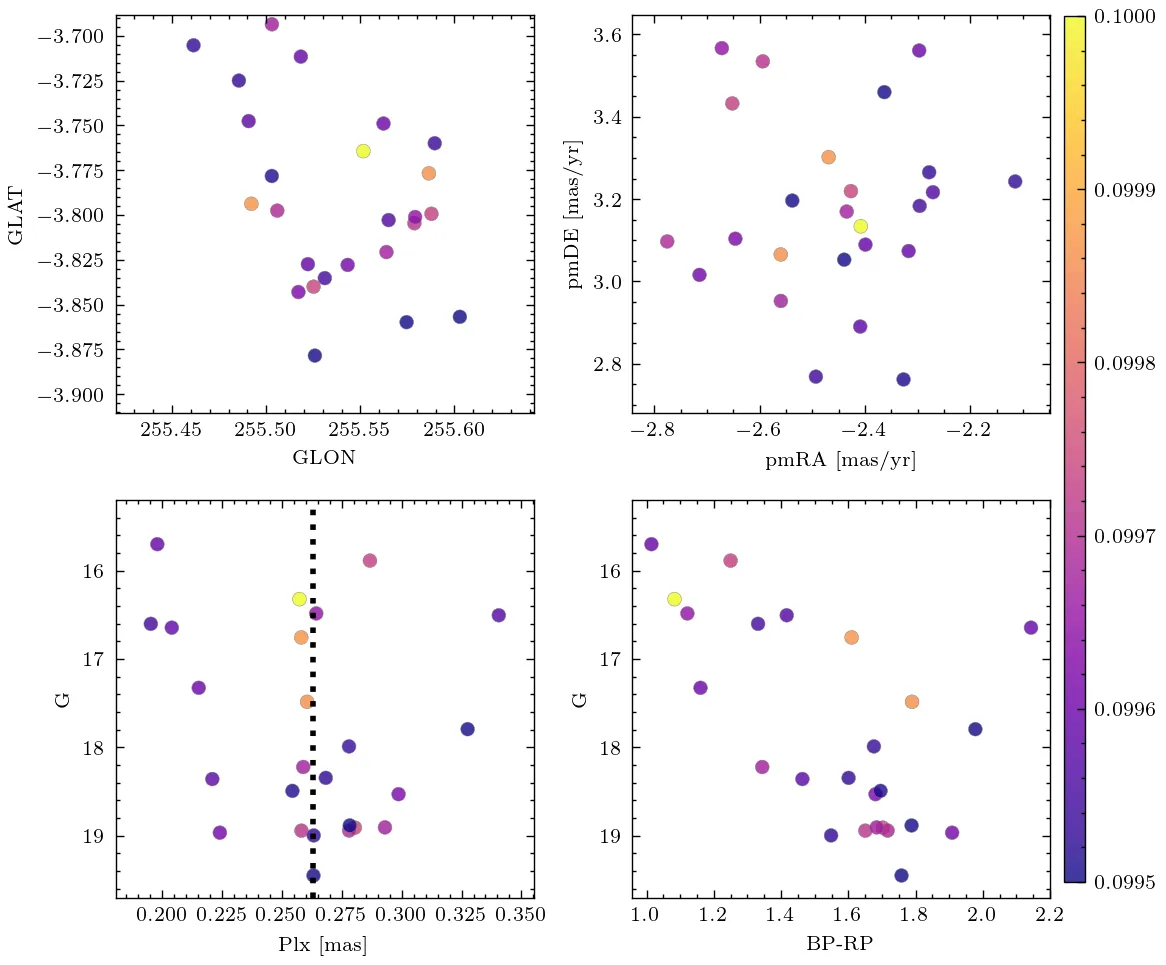 −3.700
−3.725
−3.750
−3.775
−3.800
−3.825
−3.850
−3.875
−3.900
GLAT
255.45 255.50 255.55 255.60
GLON
3.6
3.4
3.2
3.0
2.8
pmDE [mas/yr]
−2.8 −2.6 −2.4 −2.2
pmRA [mas/yr]
0.1000
0.0999
0.0998
0.0997
0.0996
0.0995
16
17
18
19
G
0.200 0.225 0.250 0.275 0.300 0.325 0.350
Plx [mas]
16
17
18
19
G
1.0 1.2 1.4 1.6 1.8 2.0 2.2
BP-RP